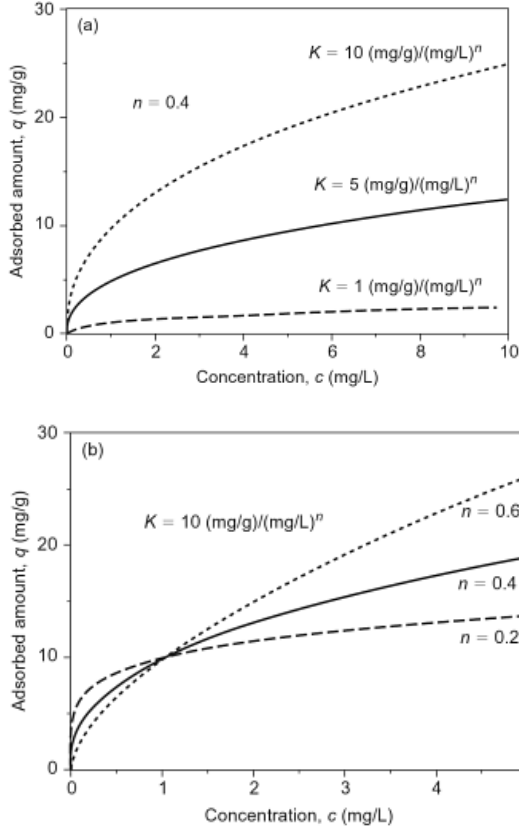 (a)
30
20
10
0
Adsorbed amount, q (mg/g)
n = 0.4
K = 10 (mg/g)/(mg/L)ⁿ
K = 5 (mg/g)/(mg/L)ⁿ
K = 1 (mg/g)/(mg/L)ⁿ
0 2 4 6 8 10
Concentration, c (mg/L)
(b)
30
20
10
0
Adsorbed amount, q (mg/g)
K = 10 (mg/g)/(mg/L)ⁿ
n = 0.6
n = 0.4
n = 0.2
0 1 2 3 4
Concentration, c (mg/L)